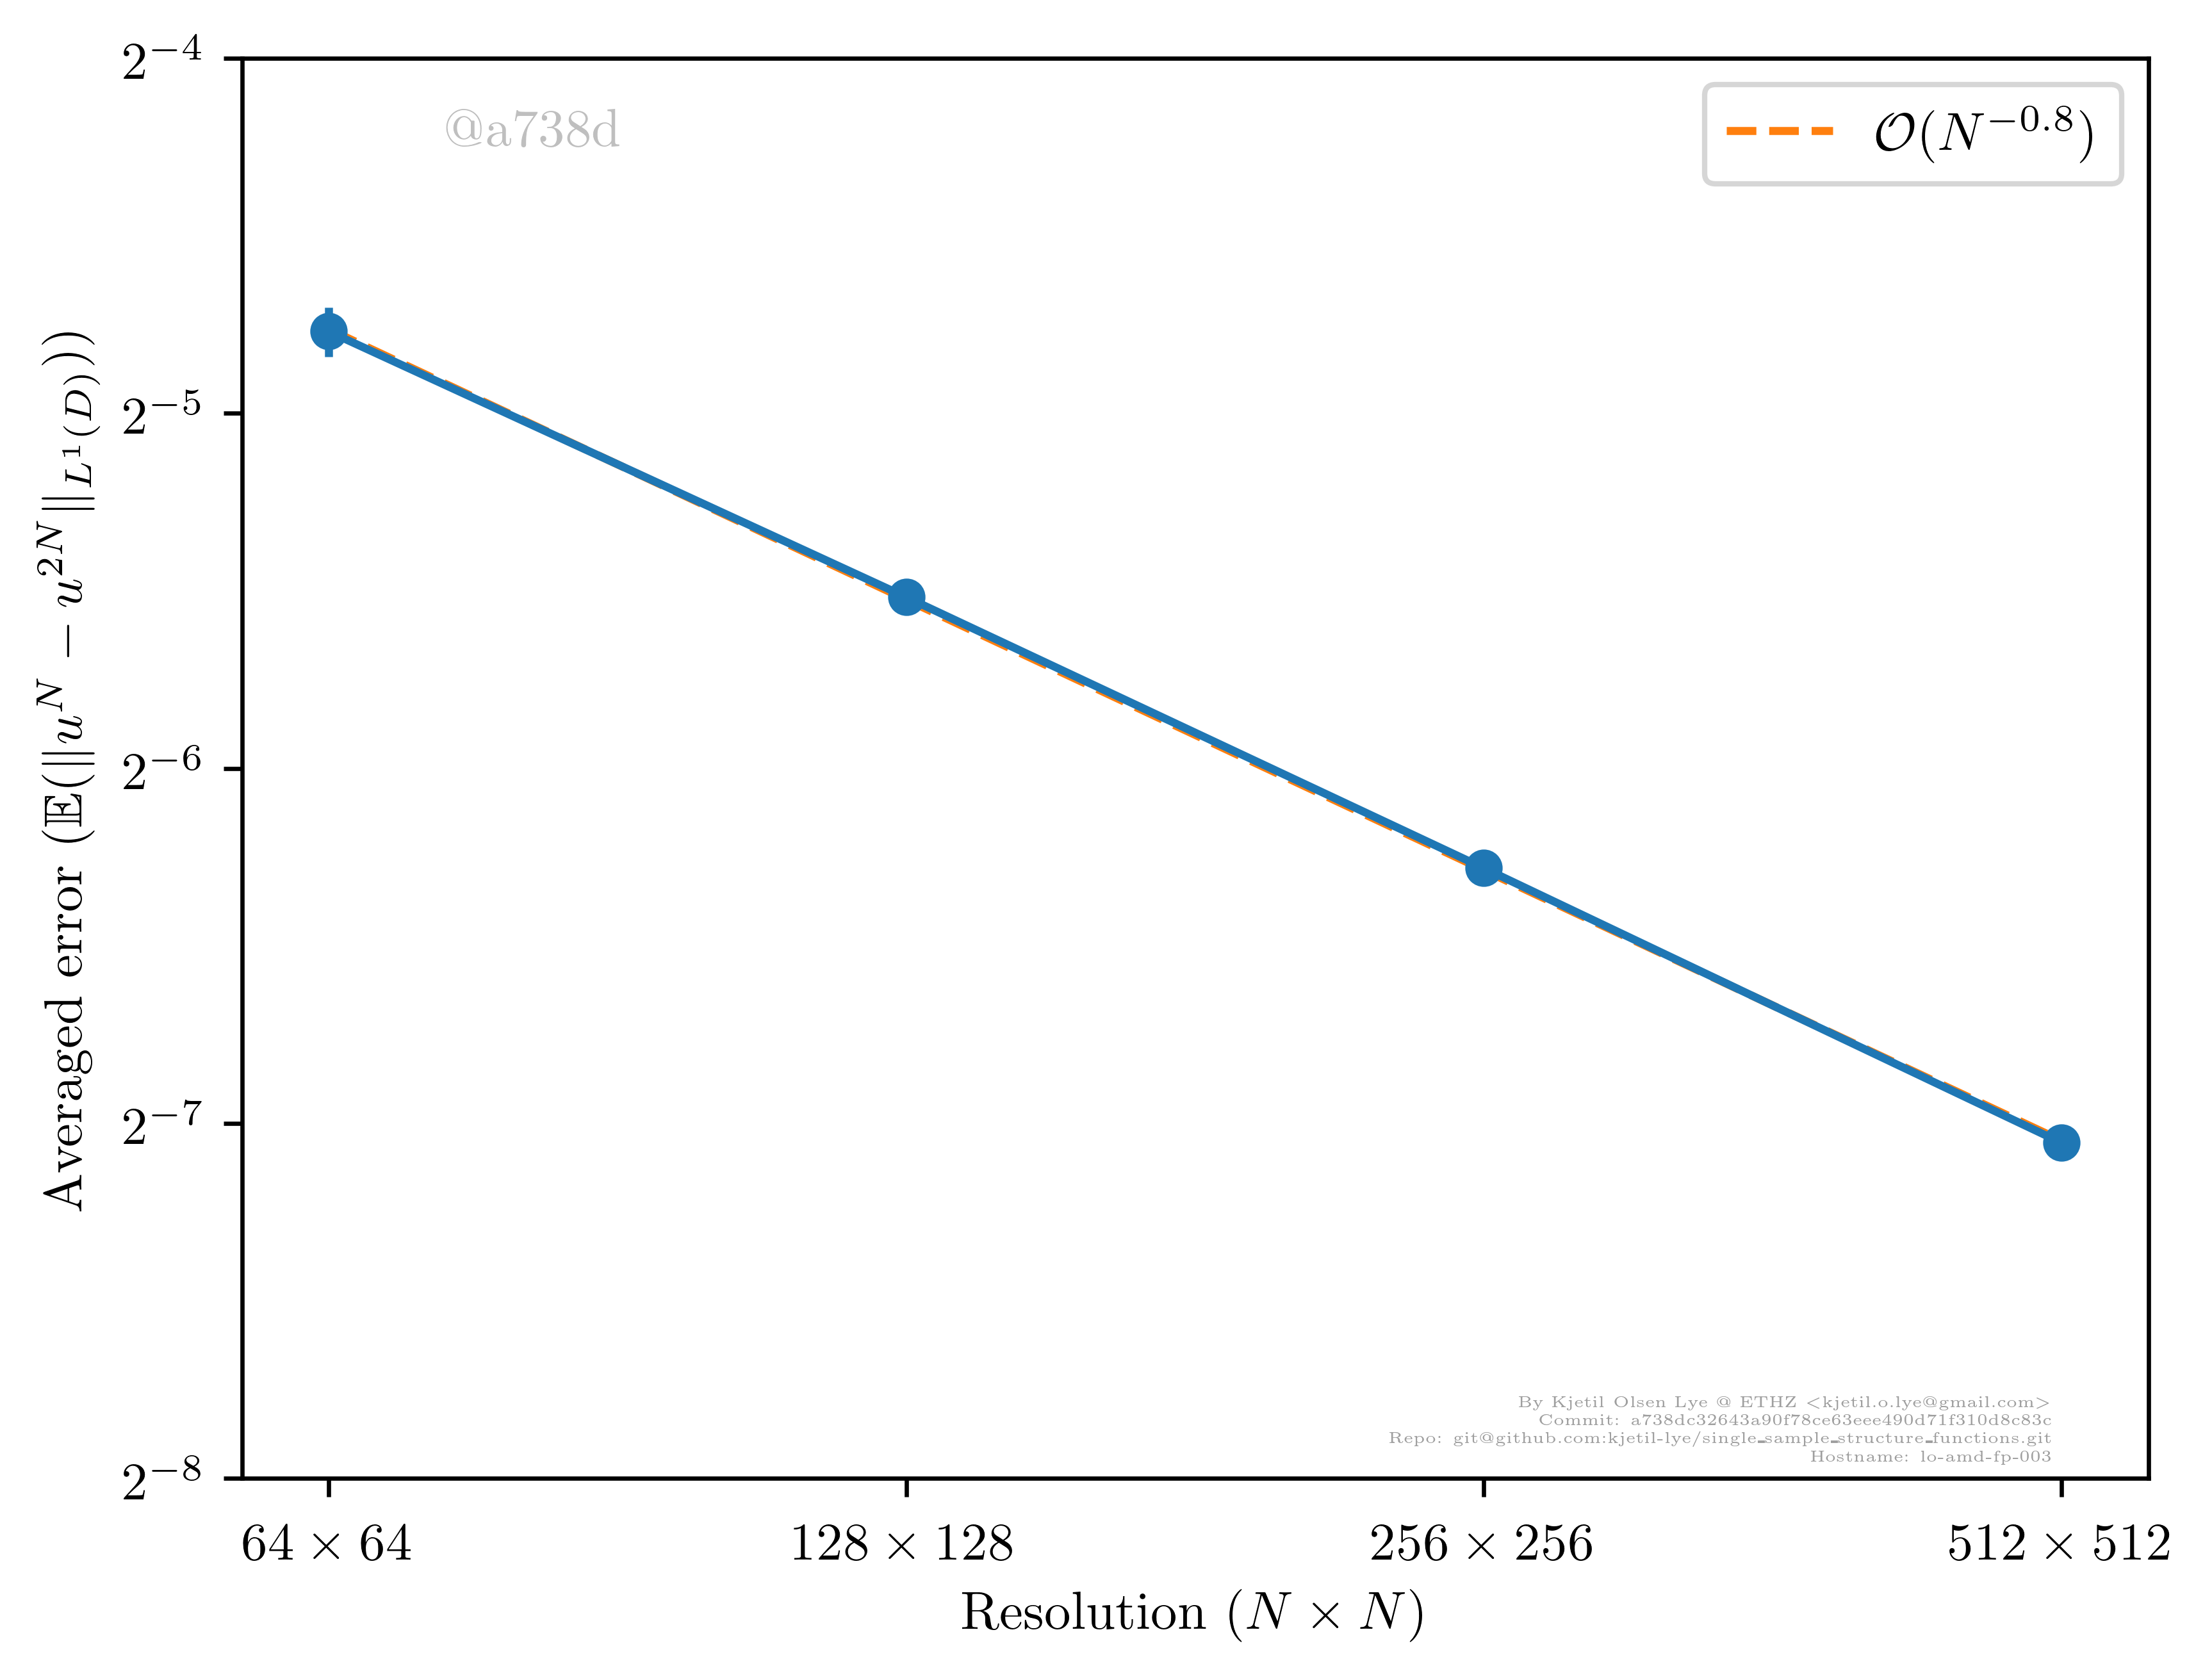 @a738d
𝒪(N⁻⁰·⁸)
2⁻⁴
2⁻⁵
2⁻⁶
2⁻⁷
2⁻⁸
Averaged error (𝔼(‖u^N − u^{2N}‖_{L^1(D)})))
By Kjetil Olsen Lye @ ETHZ <kjetil.o.lye@gmail.com>
Commit: a738dc32643a90f78ce63eee490d71f310d8c83c
Repo: git@github.com:kjetil-lye/single_sample_structure_functions.git
Hostname: lo-amd-fp-003
64 × 64
128 × 128
256 × 256
512 × 512
Resolution (N × N)